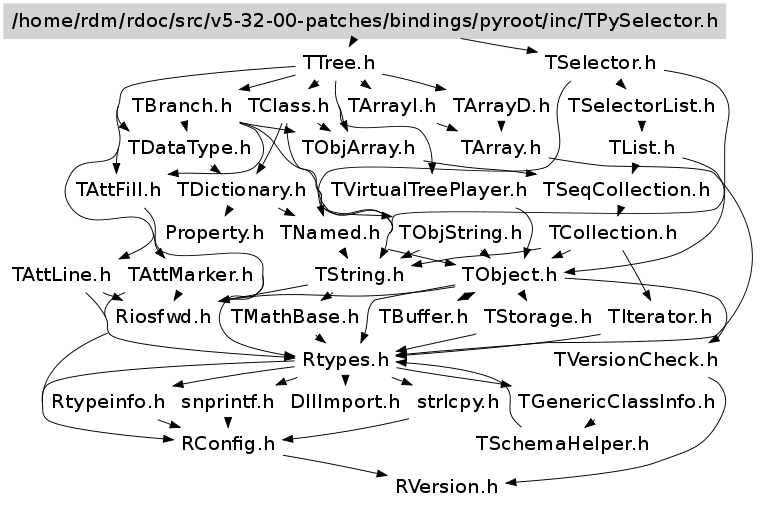 /home/rdm/rdoc/src/v5-32-00-patches/bindings/pyroot/inc/TPySelector.h
TTree.h
TSelector.h
TBranch.h
TClass.h
TArrayI.h
TArrayD.h
TSelectorList.h
TDataType.h
TObjArray.h
TArray.h
TList.h
TAttFill.h
TDictionary.h
TVirtualTreePlayer.h
TSeqCollection.h
Property.h
TNamed.h
TObjString.h
TCollection.h
TAttLine.h
TAttMarker.h
TString.h
TObject.h
Riosfwd.h
TMathBase.h
TBuffer.h
TStorage.h
TIterator.h
Rtypes.h
TVersionCheck.h
Rtypeinfo.h
snprintf.h
DllImport.h
strlcpy.h
TGenericClassInfo.h
RConfig.h
TSchemaHelper.h
RVersion.h